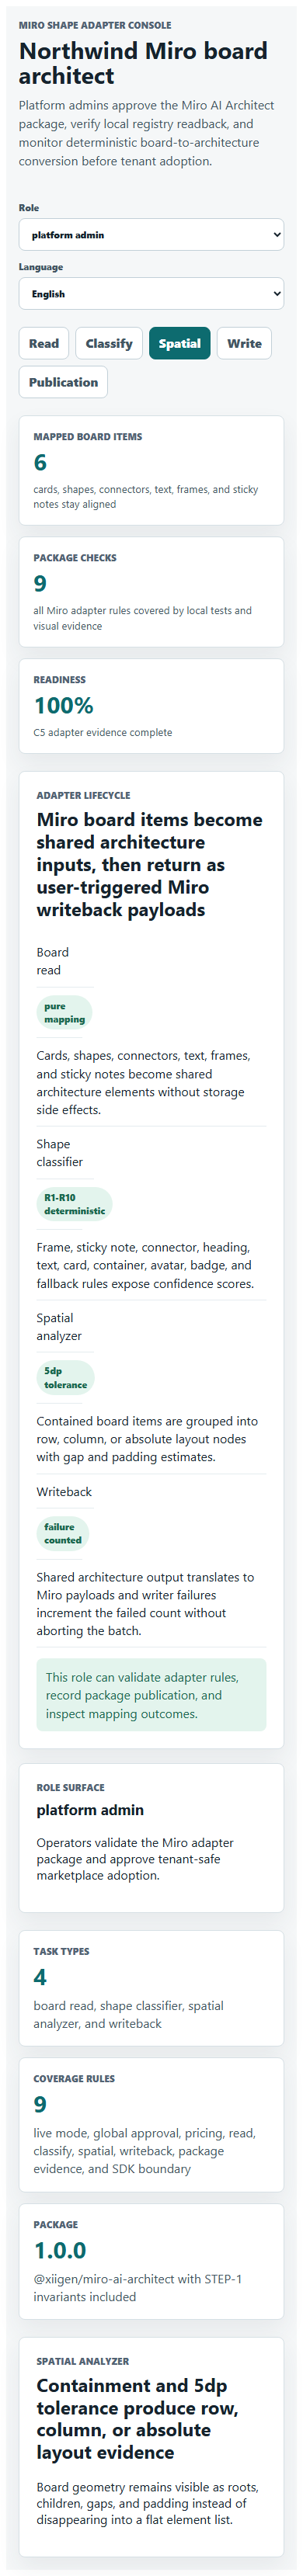 MIRO SHAPE ADAPTER CONSOLE
Northwind Miro board
architect
Platform admins approve the Miro AI Architect
package, verify local registry readback, and
monitor deterministic board-to-architecture
conversion before tenant adoption.
Role
platform admin
Language
English
Read Classify Spatial Write
Publication
MAPPED BOARD ITEMS
6
cards, shapes, connectors, text, frames, and sticky
notes stay aligned
PACKAGE CHECKS
9
all Miro adapter rules covered by local tests and
visual evidence
READINESS
100%
C5 adapter evidence complete
ADAPTER LIFECYCLE
Miro board items become
shared architecture
inputs, then return as
user-triggered Miro
writeback payloads
Board
read
pure
mapping
Cards, shapes, connectors, text, frames,
and sticky notes become shared
architecture elements without storage
side effects.
Shape
classifier
R1-R10
deterministic
Frame, sticky note, connector, heading,
text, card, container, avatar, badge, and
fallback rules expose confidence scores.
Spatial
analyzer
5dp
tolerance
Contained board items are grouped into
row, column, or absolute layout nodes
with gap and padding estimates.
Writeback
failure
counted
Shared architecture output translates to
Miro payloads and writer failures
increment the failed count without
aborting the batch.
This role can validate adapter rules,
record package publication, and
inspect mapping outcomes.
ROLE SURFACE
platform admin
Operators validate the Miro adapter
package and approve tenant-safe
marketplace adoption.
TASK TYPES
4
board read, shape classifier, spatial
analyzer, and writeback
COVERAGE RULES
9
live mode, global approval, pricing, read,
classify, spatial, writeback, package
evidence, and SDK boundary
PACKAGE
1.0.0
@xiigen/miro-ai-architect with STEP-1
invariants included
SPATIAL ANALYZER
Containment and 5dp
tolerance produce row,
column, or absolute
layout evidence
Board geometry remains visible as roots,
children, gaps, and padding instead of
disappearing into a flat element list.